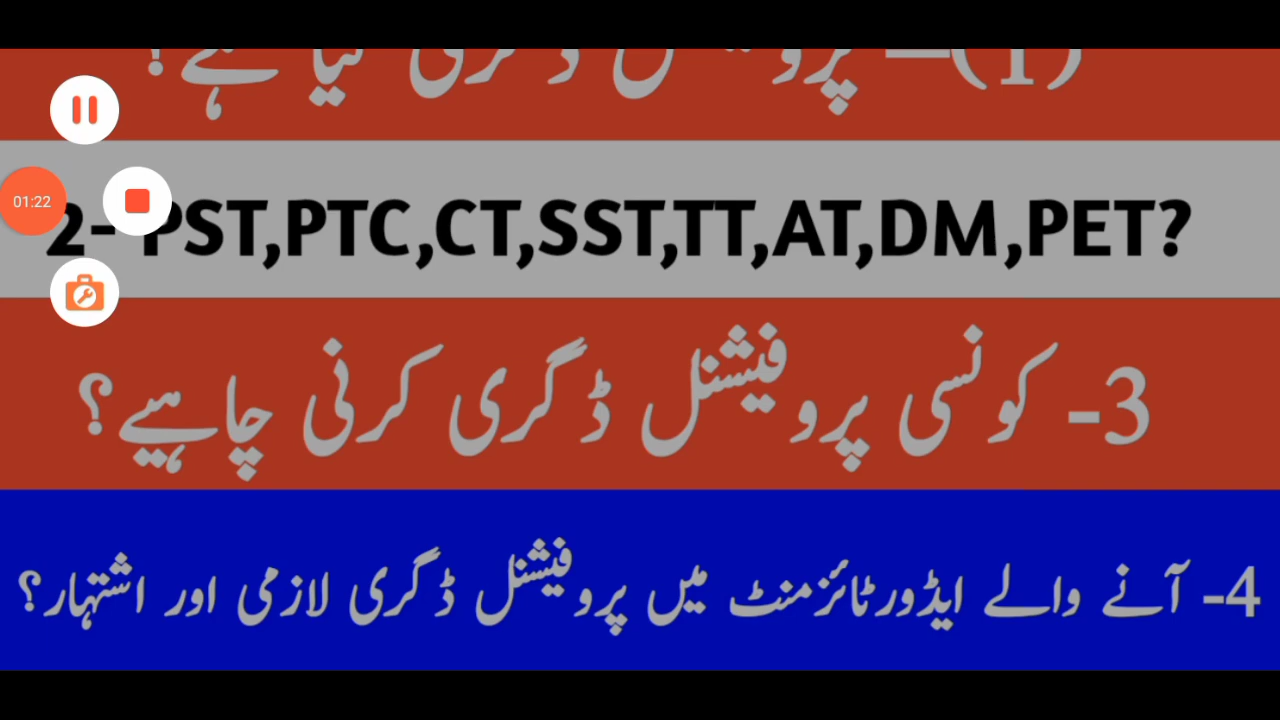 (1)– پروفیشنل ڈگری کیا ہے؟
01:22
2- PST,PTC,CT,SST,TT,AT,DM,PET?
3- کونسی پروفیشنل ڈگری کرنی چاہیے؟
4- آنے والے ایڈورٹائزمنٹ میں پروفیشنل ڈگری لازمی اور اشتہار؟